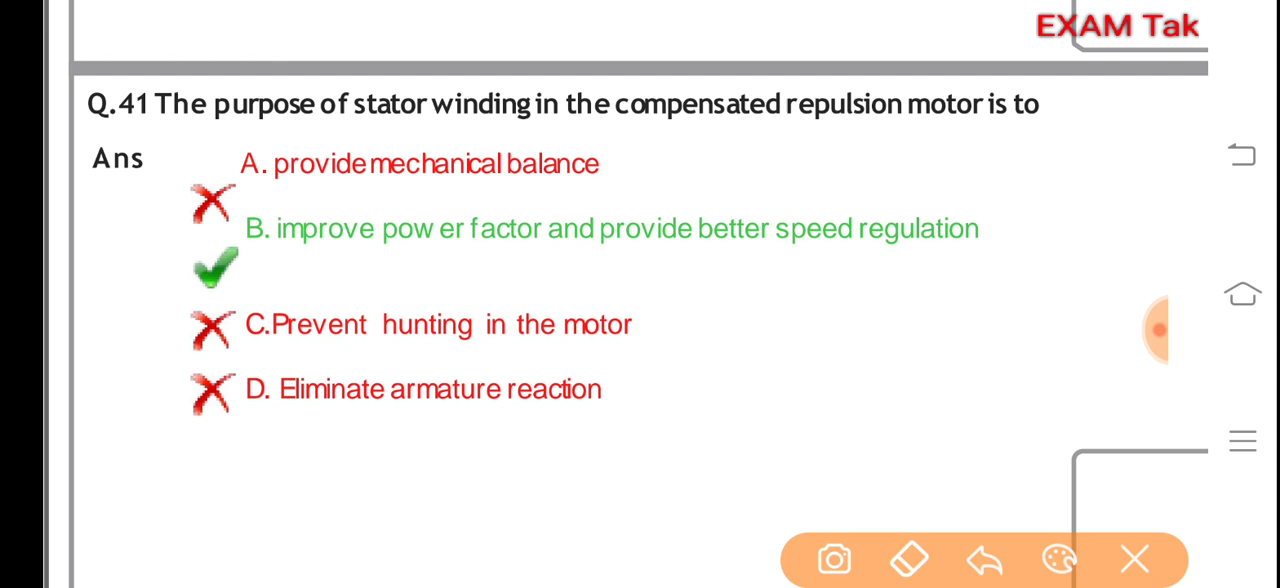 EXAM Tak
Q.41 The purpose of stator winding in the compensated repulsion motor is to
Ans
A. provide mechanical balance
B. improve pow er factor and provide better speed regulation
C.Prevent hunting in the motor
D. Eliminate armature reaction